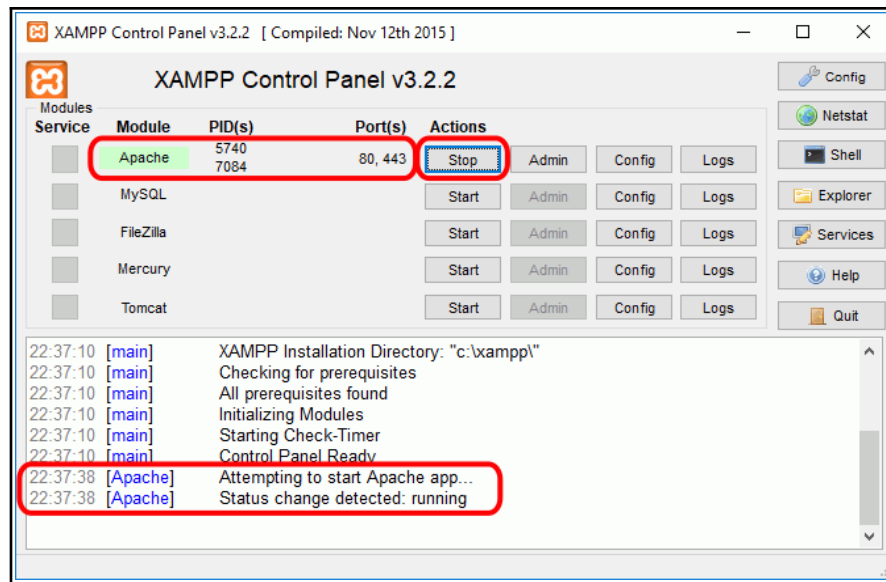 XAMPP Control Panel v3.2.2 [ Compiled: Nov 12th 2015 ]
XAMPP Control Panel v3.2.2
Config
Modules
Service Module PID(s) Port(s) Actions
Netstat
Apache 5740 7084 80, 443 Stop Admin Config Logs
Shell
MySQL Start Admin Config Logs
Explorer
FileZilla Start Admin Config Logs
Services
Mercury Start Admin Config Logs
Help
Tomcat Start Admin Config Logs
Quit
22:37:10 [main] XAMPP Installation Directory: "c:\xampp\"
22:37:10 [main] Checking for prerequisites
22:37:10 [main] All prerequisites found
22:37:10 [main] Initializing Modules
22:37:10 [main] Starting Check-Timer
22:37:10 [main] Control Panel Ready
22:37:38 [Apache] Attempting to start Apache app...
22:37:38 [Apache] Status change detected: running